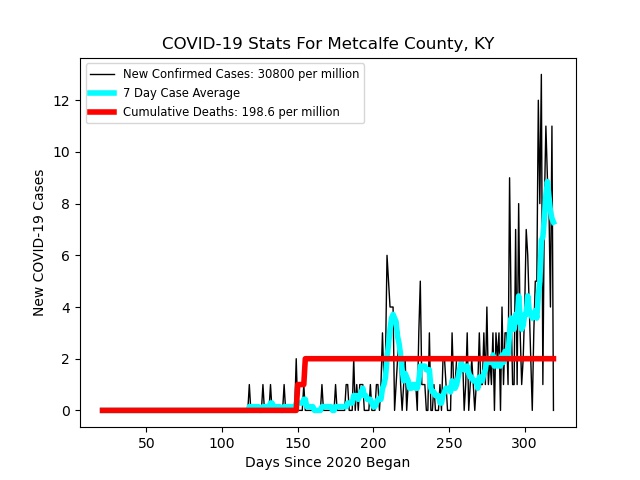 COVID-19 Stats For Metcalfe County, KY
New Confirmed Cases: 30800 per million
7 Day Case Average
Cumulative Deaths: 198.6 per million
New COVID-19 Cases
12
10
8
6
4
2
0
50 100 150 200 250 300
Days Since 2020 Began